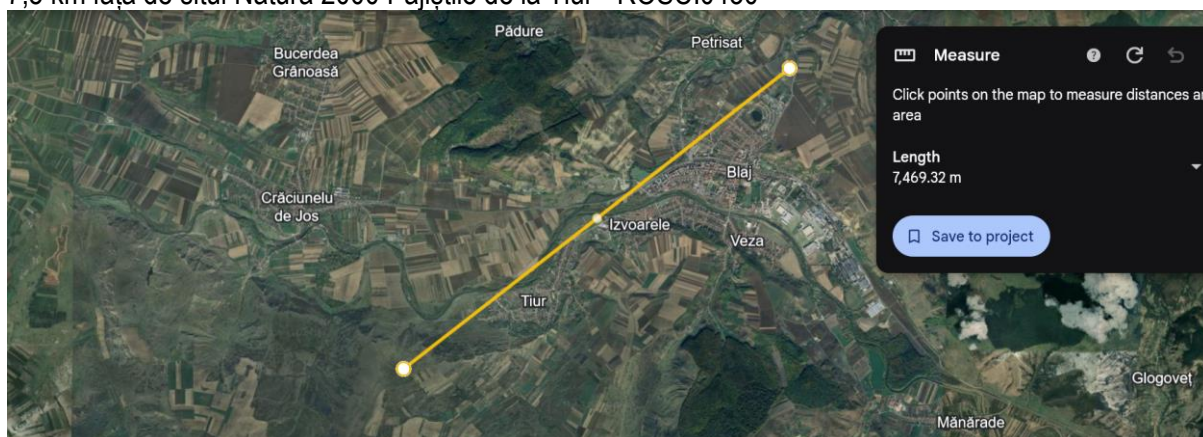 Pădure
Petrisat
Bucerdea
Grânoasă
Blaj
Crăciunelu
de Jos
Izvoarele
Veza
Tiur
Glogoveț
Mănărade
Measure
Click points on the map to measure distances
area
Length
7,469.32 m
Save to project